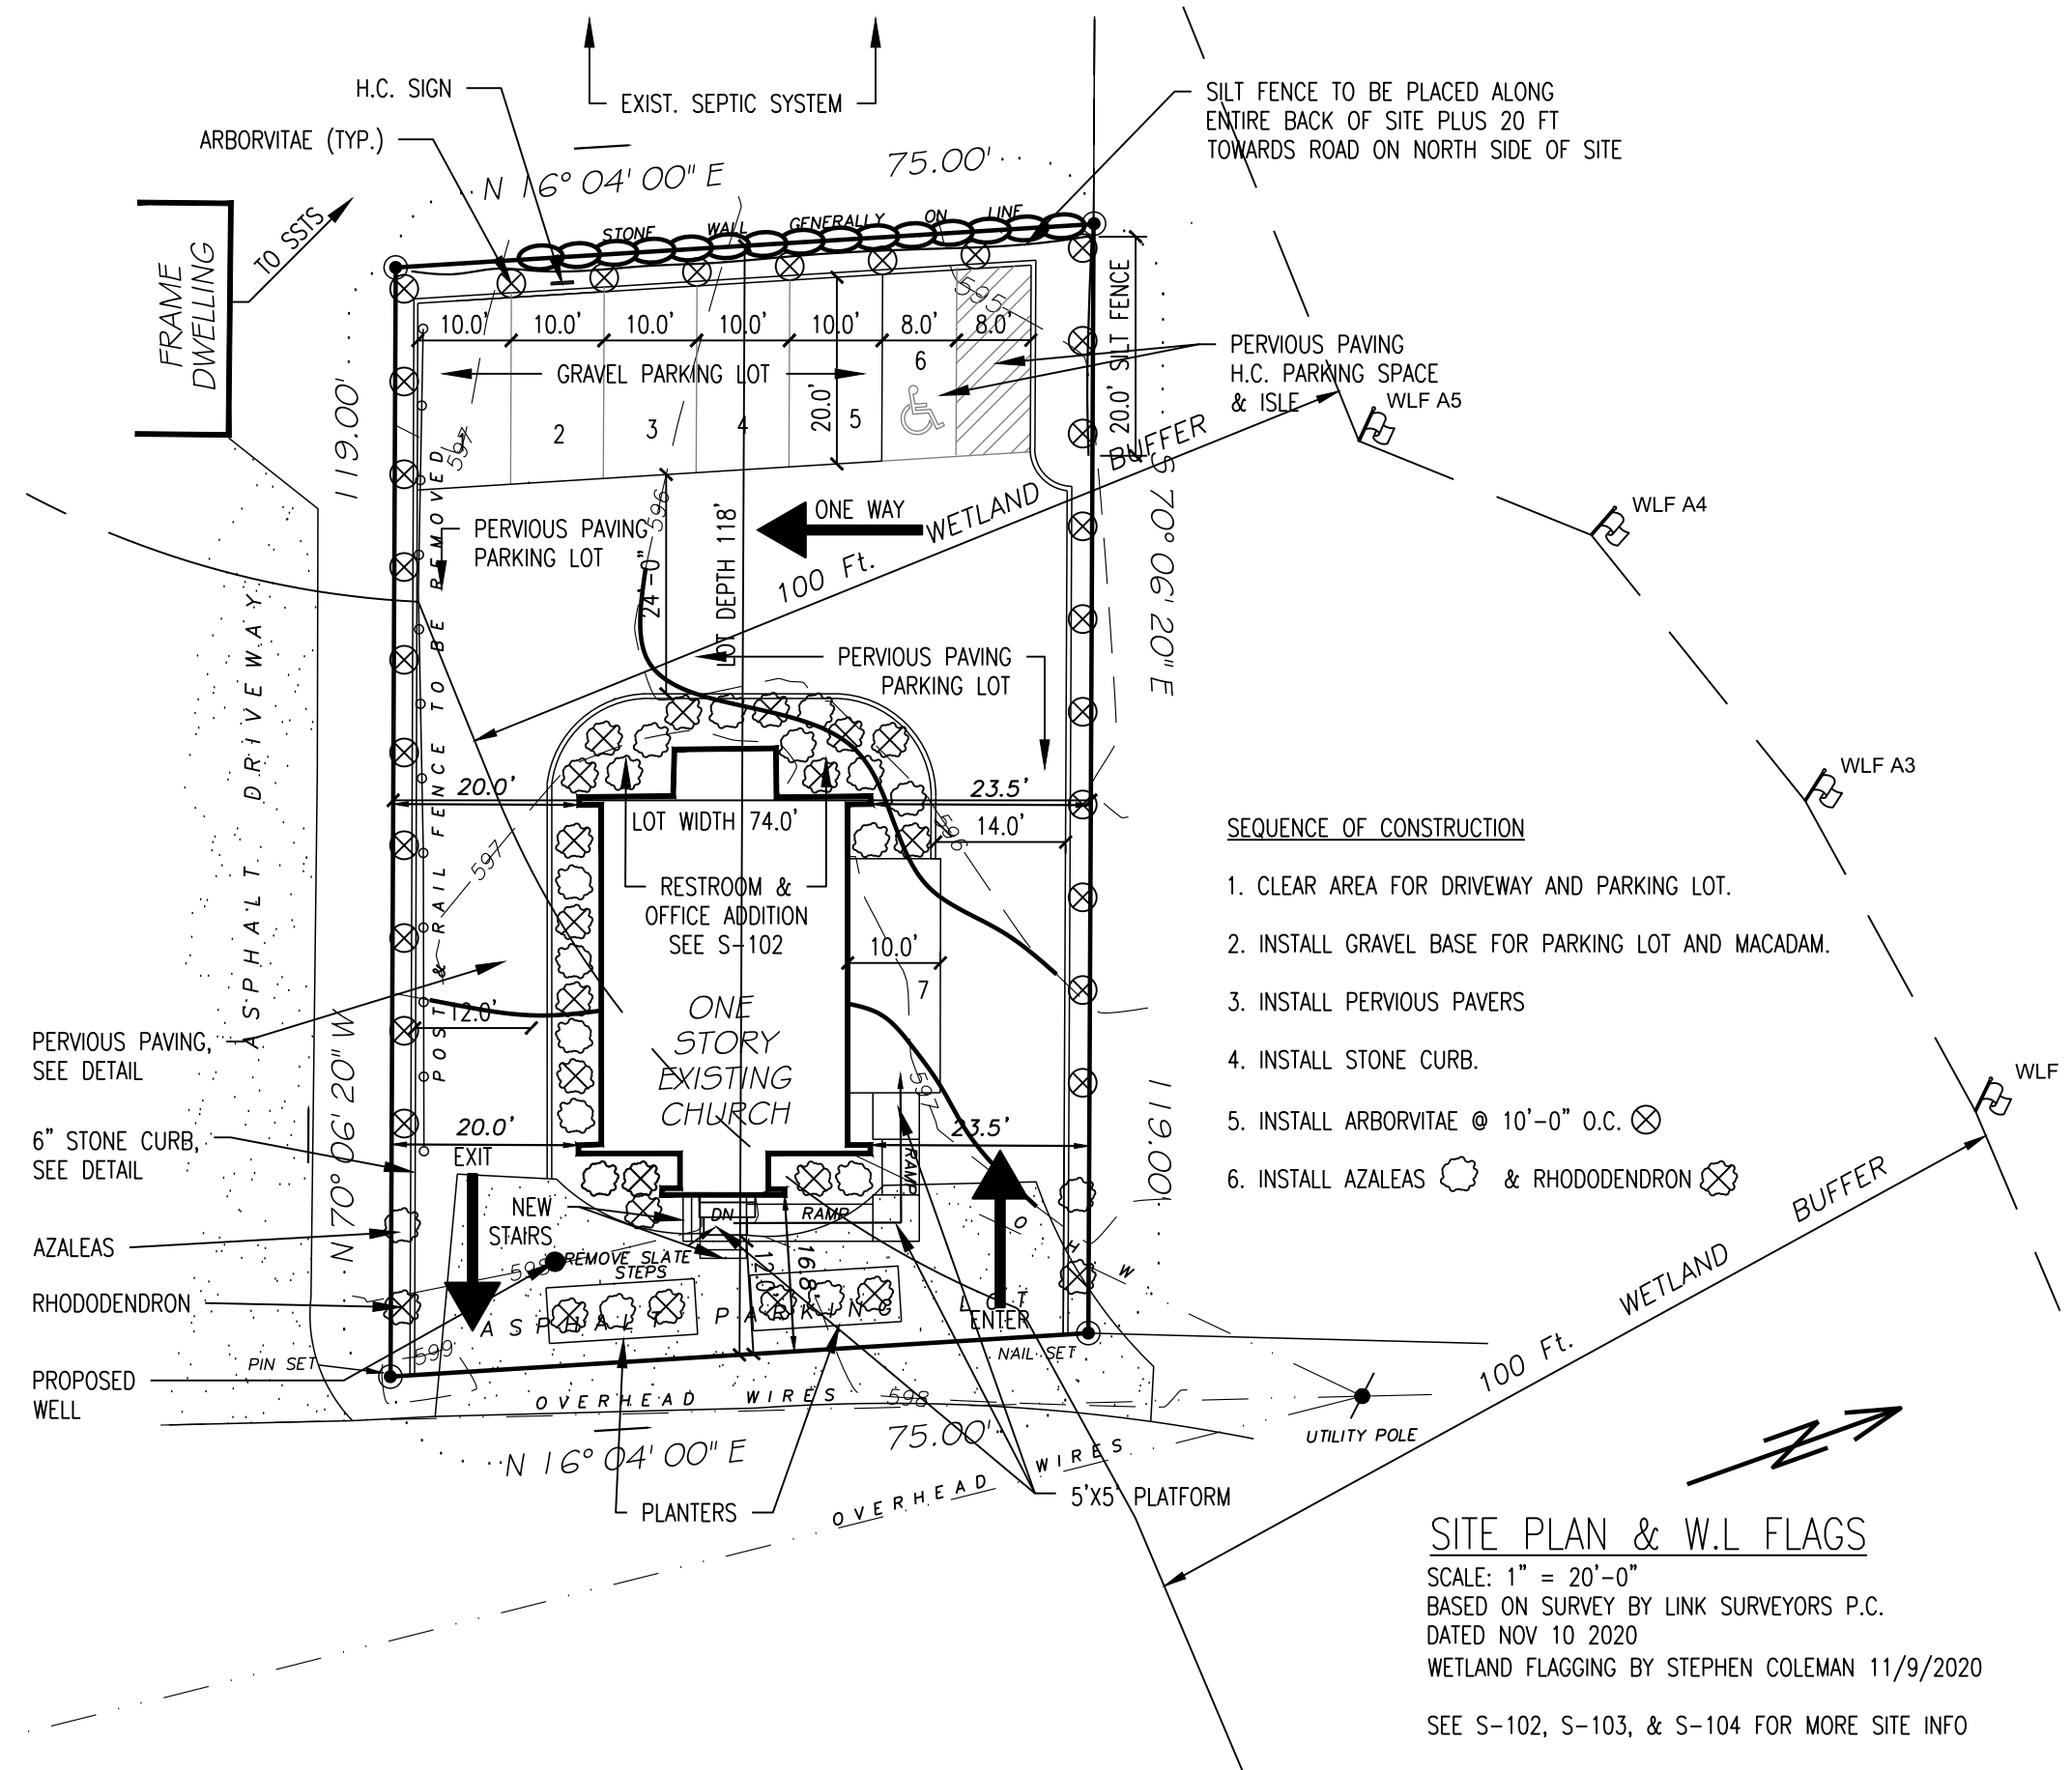 H.C. SIGN
EXIST. SEPTIC SYSTEM
ARBORVITAE (TYP.)
SILT FENCE TO BE PLACED ALONG
ENTIRE BACK OF SITE PLUS 20 FT
TOWARDS ROAD ON NORTH SIDE OF SITE
N 16° 04' 00" E
75.00'
TO SSTS
FRAME
DWELLING
STONE WALL GENERALLY ON LINE
595
10.0'
10.0'
10.0'
10.0'
10.0'
8.0'
8.0'
GRAVEL PARKING LOT
2
3
4
20.0'
5
6
20.0' SILT FENCE
PERVIOUS PAVING
H.C. PARKING SPACE
& ISLE
WLF A5
WLF A4
WLF A3
WLF
119.00'
597
596
PERVIOUS PAVING
PARKING LOT
24'-0"
LOT DEPTH 118'
ONE WAY
100 Ft. WETLAND BUFFER
S 70° 06' 20" E
POST & RAIL FENCE TO BE REMOVED
ASPHALT DRIVEWAY
PERVIOUS PAVING
PARKING LOT
20.0'
23.5'
LOT WIDTH 74.0'
14.0'
596
597
RESTROOM &
OFFICE ADDITION
SEE S-102
10.0'
7
ONE
STORY
EXISTING
CHURCH
12.0'
597
PERVIOUS PAVING,
SEE DETAIL
6" STONE CURB,
SEE DETAIL
N 70° 06' 20" W
20.0'
23.5'
119.00'
EXIT
NEW
STAIRS
DN
RAMP
RAMP
REMOVE SLATE
STEPS
598
12.0'
16.8'
AZALEAS
RHODODENDRON
PROPOSED
WELL
ASPHALT PARKING LOT
ENTER
O H W
599
PIN SET
NAIL SET
OVERHEAD WIRES
598
N 16° 04' 00" E
75.00'
PLANTERS
OVERHEAD WIRES
5'X5' PLATFORM
UTILITY POLE
100 Ft. WETLAND BUFFER
SEQUENCE OF CONSTRUCTION
1. CLEAR AREA FOR DRIVEWAY AND PARKING LOT.
2. INSTALL GRAVEL BASE FOR PARKING LOT AND MACADAM.
3. INSTALL PERVIOUS PAVERS
4. INSTALL STONE CURB.
5. INSTALL ARBORVITAE @ 10'-0" O.C.
6. INSTALL AZALEAS & RHODODENDRON
SITE PLAN & W.L FLAGS
SCALE: 1" = 20'-0"
BASED ON SURVEY BY LINK SURVEYORS P.C.
DATED NOV 10 2020
WETLAND FLAGGING BY STEPHEN COLEMAN 11/9/2020
SEE S-102, S-103, & S-104 FOR MORE SITE INFO